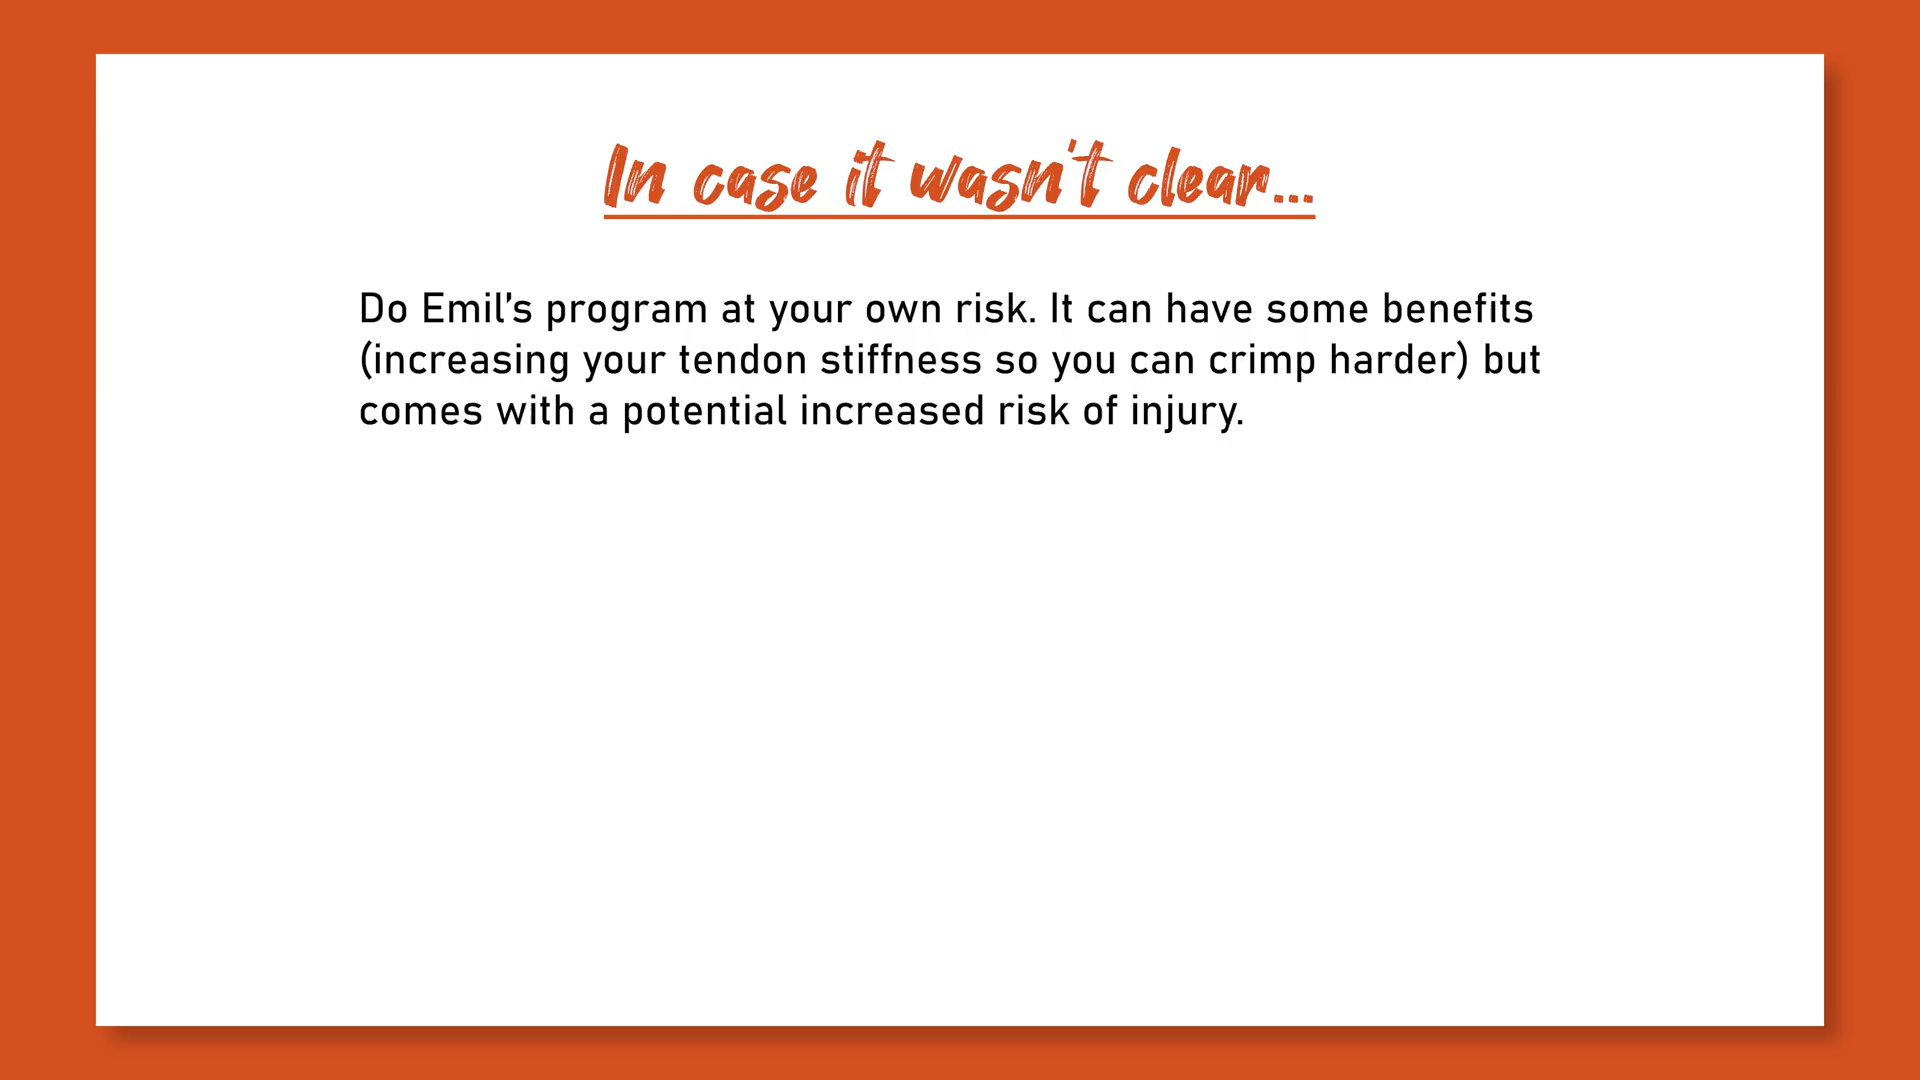 In case it wasn't clear...
Do Emil’s program at your own risk. It can have some benefits
(increasing your tendon stiffness so you can crimp harder) but
comes with a potential increased risk of injury.